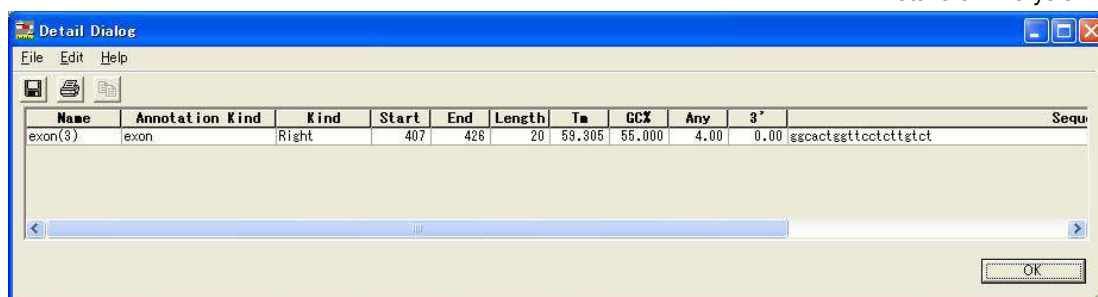 Detail Dialog
File Edit Help
Name Annotation Kind Kind Start End Length Tm GC% Any 3' Sequ
exon(3) exon Right 407 426 20 59.305 55.000 4.00 0.00 ggcactggttcctcttgtct
OK